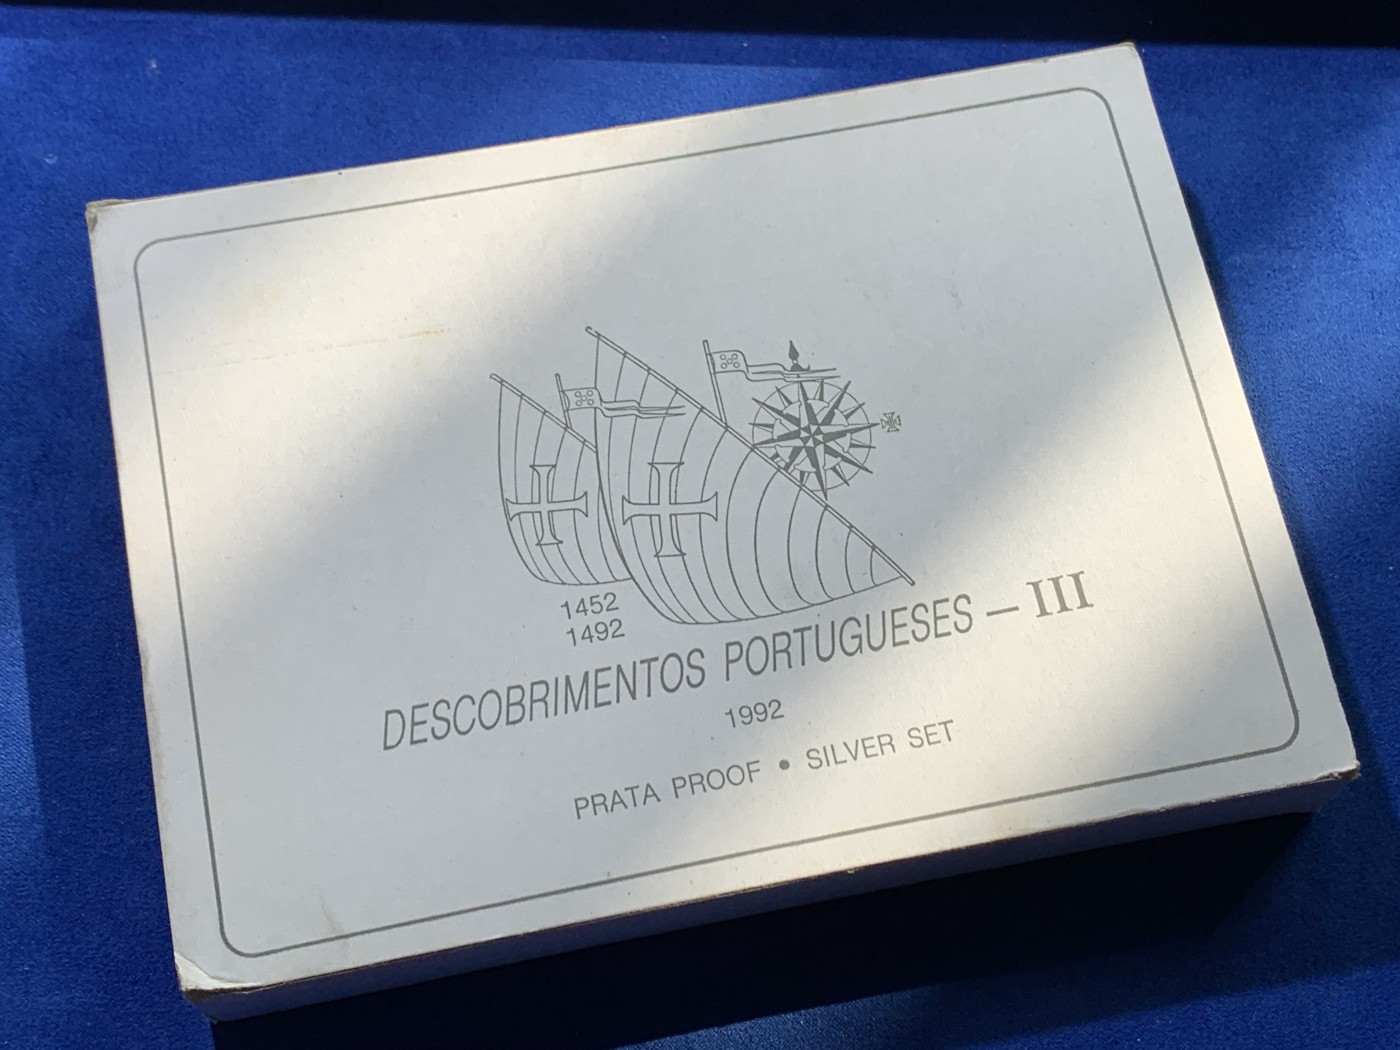 1452
1492
DESCOBRIMENTOS PORTUGUESES – III
1992
PRATA PROOF • SILVER SET